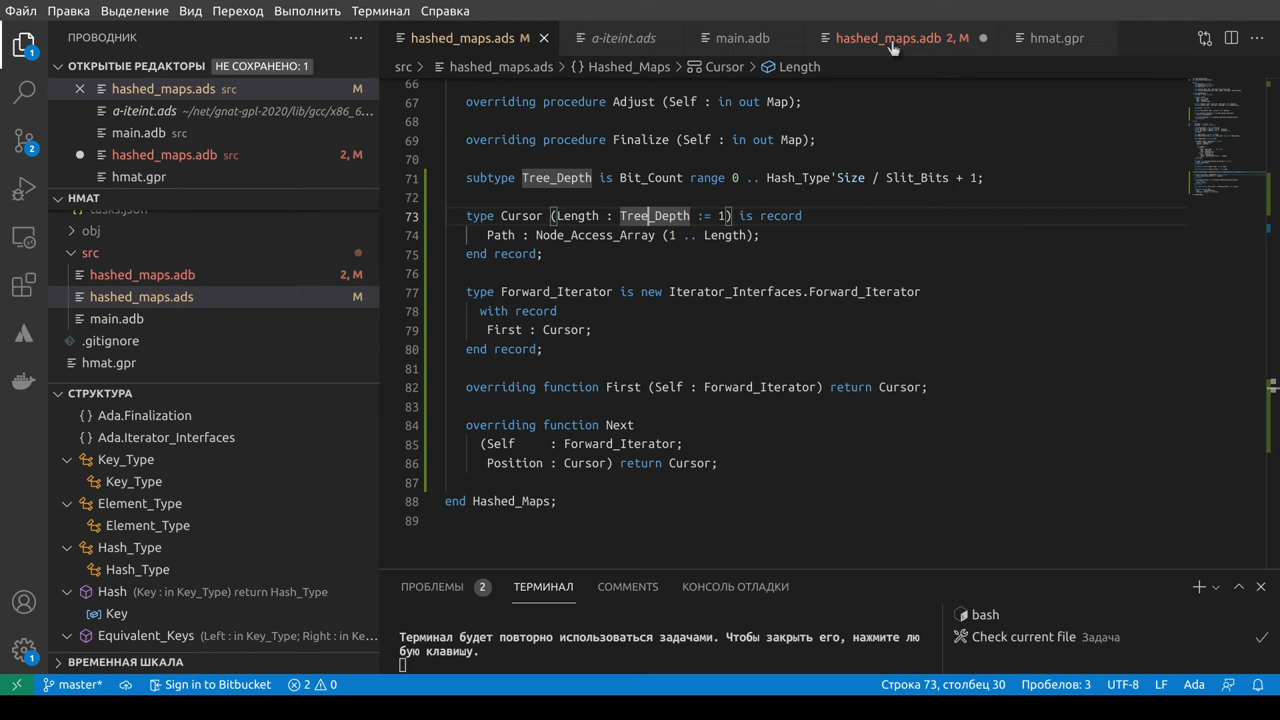 Файл Правка Выделение Вид Переход Выполнить Терминал Справка
ПРОВОДНИК
hashed_maps.ads M
a-iteint.ads
main.adb
hashed_maps.adb 2, M
hmat.gpr
src > hashed_maps.ads > {} Hashed_Maps > Cursor > Length
ОТКРЫТЫЕ РЕДАКТОРЫ НЕ СОХРАНЕНО: 1
hashed_maps.ads src M
a-iteint.ads ~/net/gnat-gpl-2020/lib/gcc/x86_6...
main.adb src
hashed_maps.adb src 2, M
hmat.gpr
HMAT
tasks.json
obj
src
hashed_maps.adb 2, M
hashed_maps.ads M
main.adb
.gitignore
hmat.gpr
СТРУКТУРА
{} Ada.Finalization
{} Ada.Iterator_Interfaces
Key_Type
Key_Type
Element_Type
Element_Type
Hash_Type
Hash_Type
Hash (Key : in Key_Type) return Hash_Type
Key
Equivalent_Keys (Left : in Key_Type; Right : in Ke...
ВРЕМЕННАЯ ШКАЛА
1
2
1
66
67 overriding procedure Adjust (Self : in out Map);
68
69 overriding procedure Finalize (Self : in out Map);
70
71 subtype Tree_Depth is Bit_Count range 0 .. Hash_Type'Size / Slit_Bits + 1;
72
73 type Cursor (Length : Tree_Depth := 1) is record
74 Path : Node_Access_Array (1 .. Length);
75 end record;
76
77 type Forward_Iterator is new Iterator_Interfaces.Forward_Iterator
78 with record
79 First : Cursor;
80 end record;
81
82 overriding function First (Self : Forward_Iterator) return Cursor;
83
84 overriding function Next
85 (Self : Forward_Iterator;
86 Position : Cursor) return Cursor;
87
88 end Hashed_Maps;
89
ПРОБЛЕМЫ 2 ТЕРМИНАЛ COMMENTS КОНСОЛЬ ОТЛАДКИ
Терминал будет повторно использоваться задачами. Чтобы закрыть его, нажмите лю
бую клавишу.
bash
Check current file Задача
master* Sign in to Bitbucket 2 0 Строка 73, столбец 30 Пробелов: 3 UTF-8 LF Ada